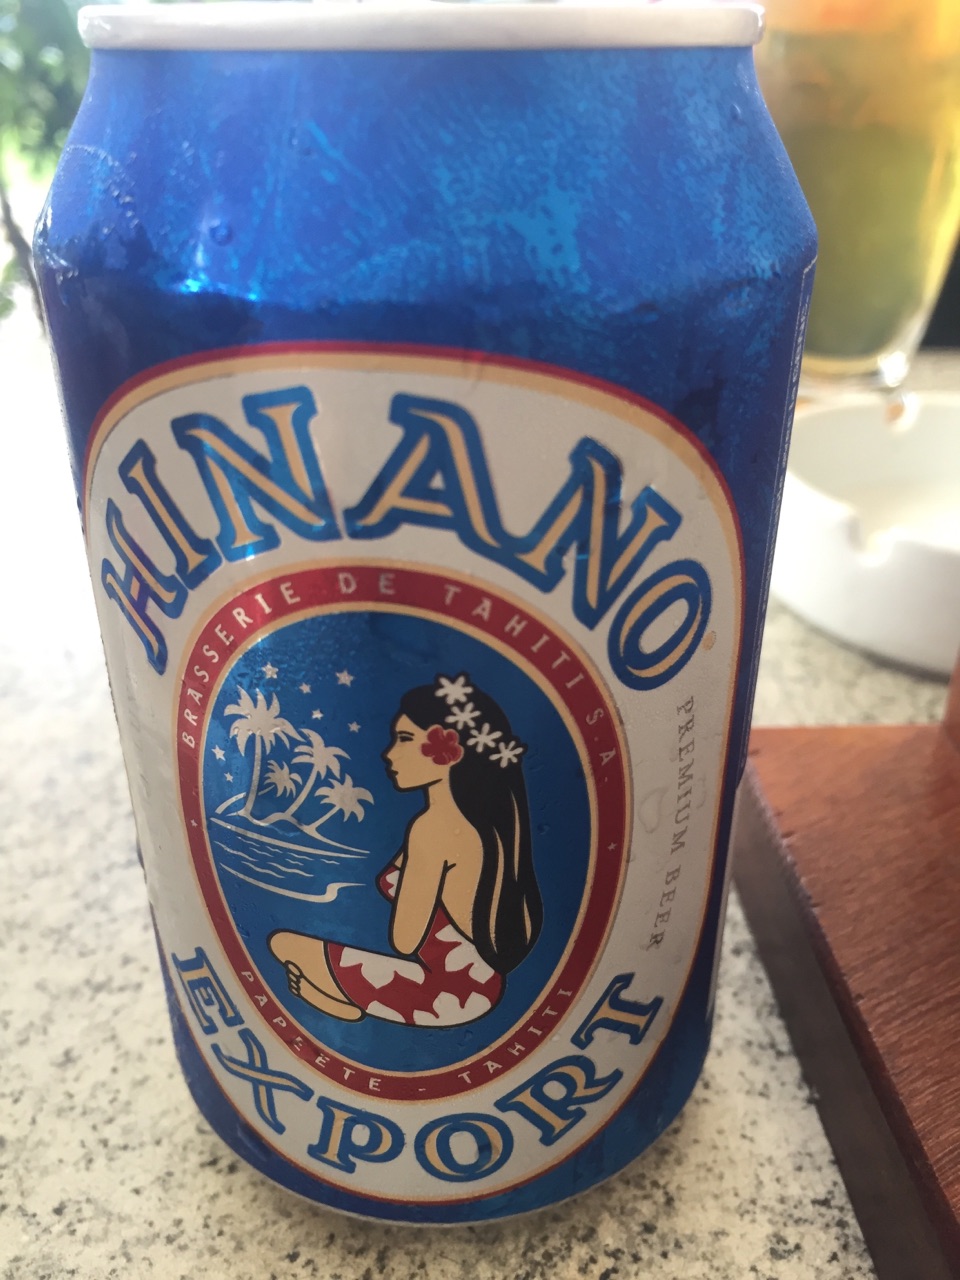 HINANO
BRASSERIE DE TAHITI S.A.
PREMIUM BEER
PAPEETE - TAHITI
EXPORT